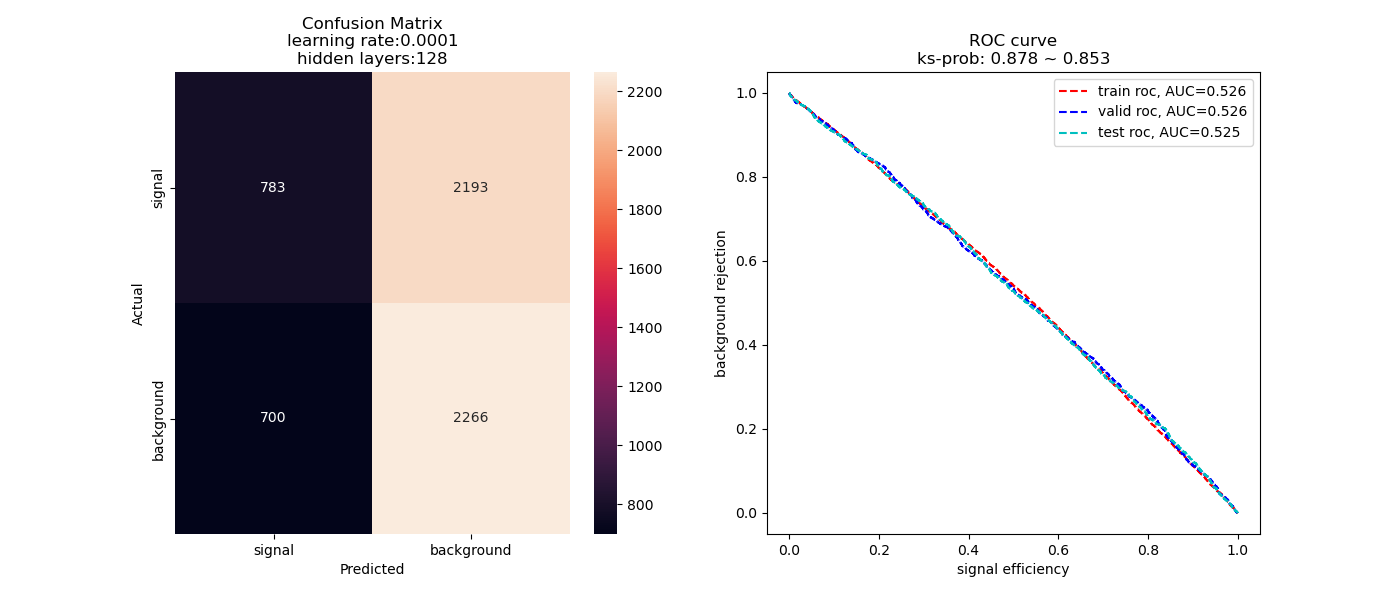 Confusion Matrix
learning rate:0.0001
hidden layers:128
signal
background
Actual
783
2193
700
2266
signal
background
Predicted
2200
2000
1800
1600
1400
1200
1000
800
ROC curve
ks-prob: 0.878 ~ 0.853
train roc, AUC=0.526
valid roc, AUC=0.526
test roc, AUC=0.525
background rejection
1.0
0.8
0.6
0.4
0.2
0.0
0.0
0.2
0.4
0.6
0.8
1.0
signal efficiency